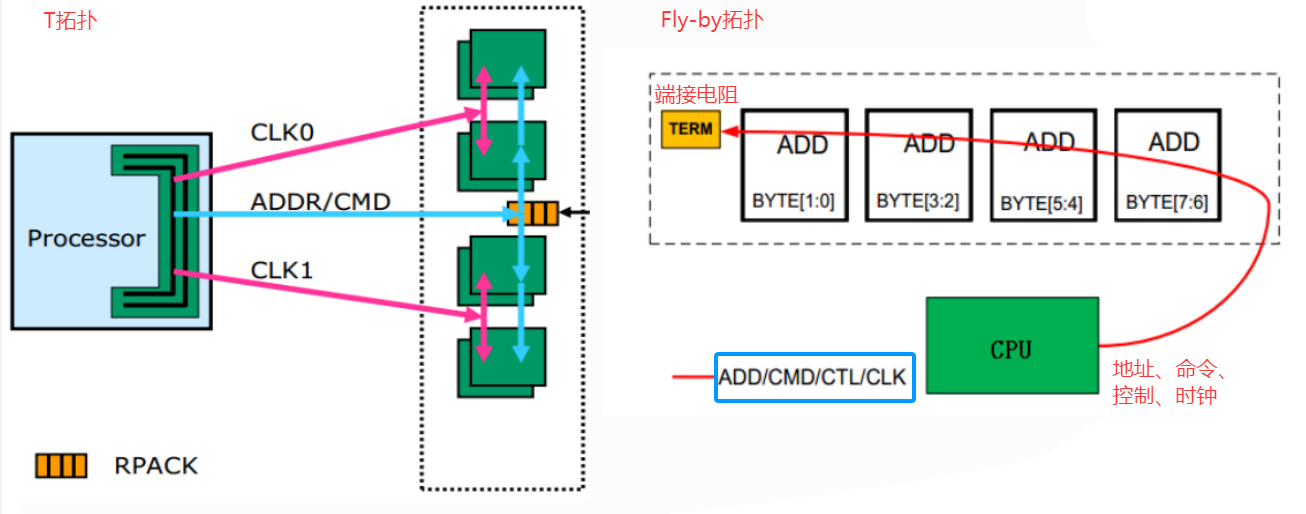 T拓扑
CLK0
ADDR/CMD
CLK1
Processor
RPACK
Fly-by拓扑
端接电阻
TERM
ADD
BYTE[1:0]
ADD
BYTE[3:2]
ADD
BYTE[5:4]
ADD
BYTE[7:6]
CPU
ADD/CMD/CTL/CLK
地址、命令、
控制、时钟